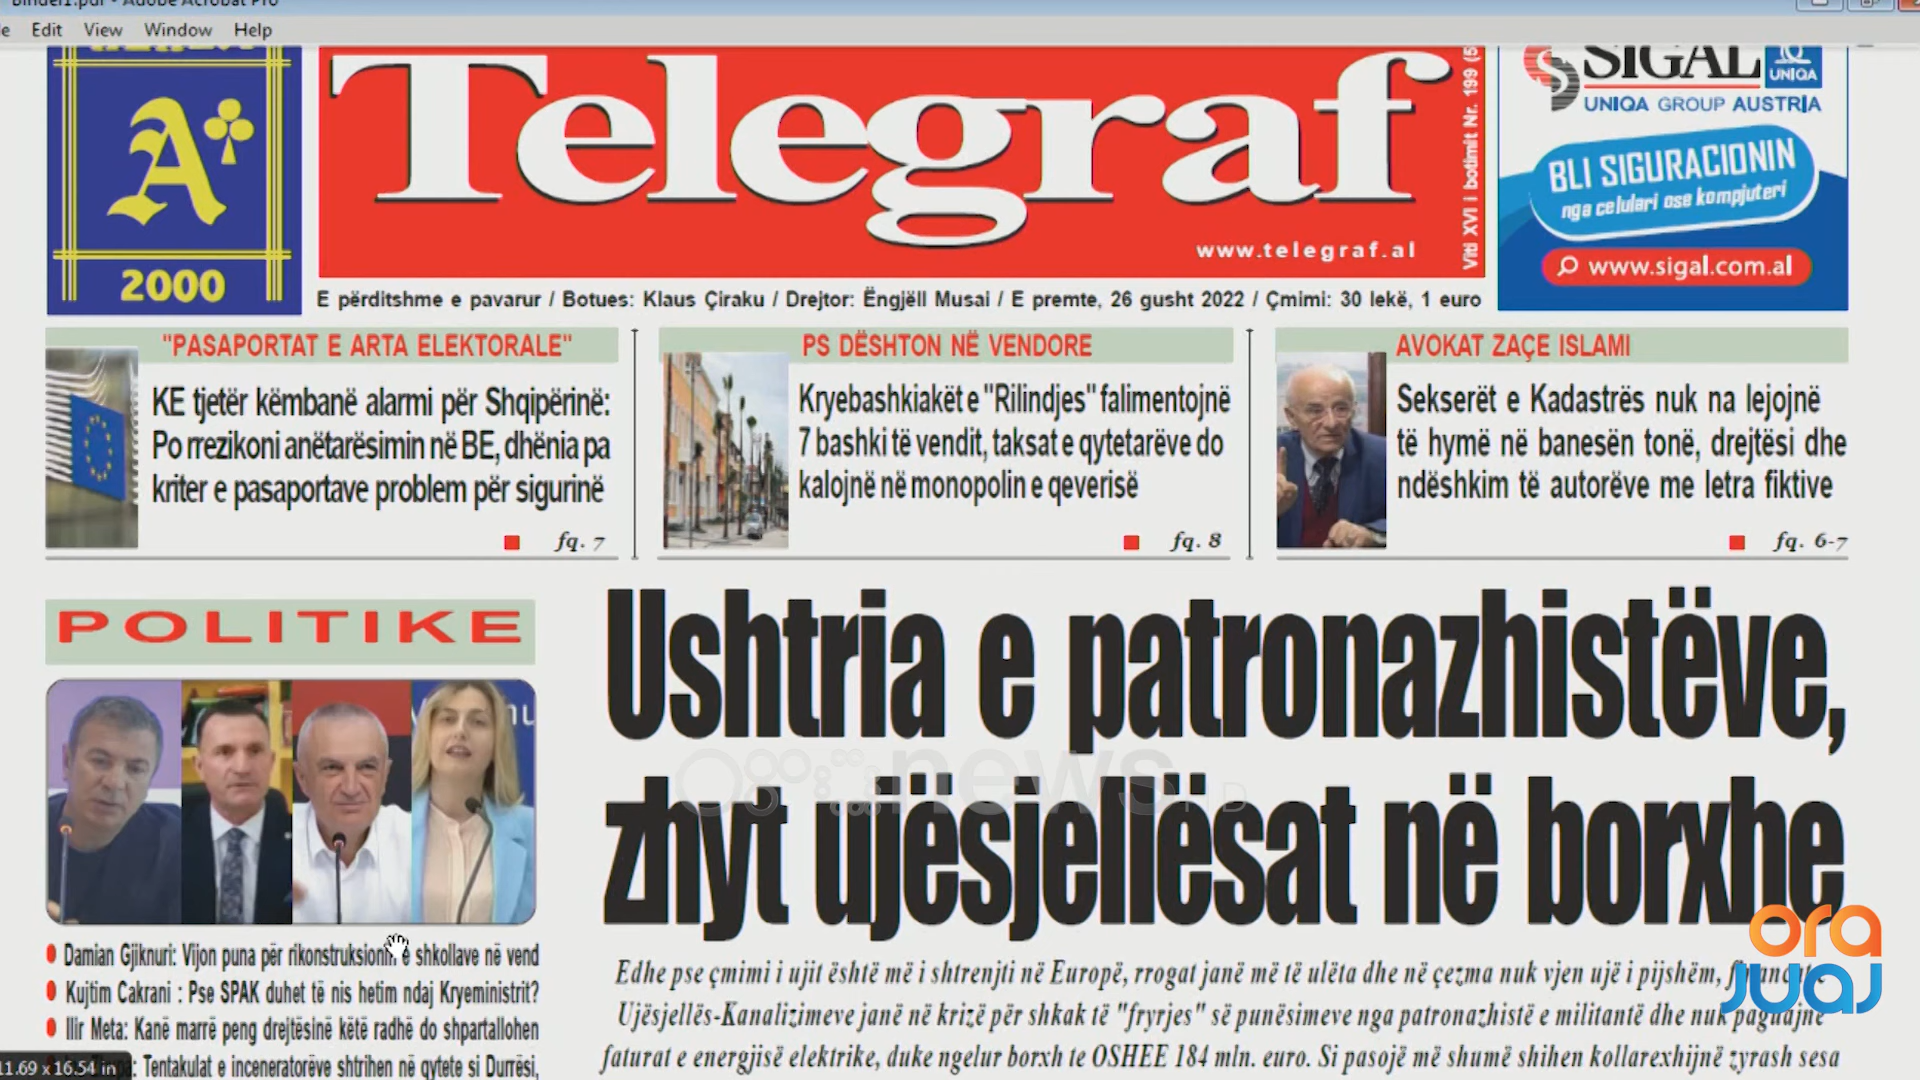 Binder1.pdf - Adobe Acrobat Pro
Edit View Window Help
A
2000
Telegraf
www.telegraf.al
Viti XVI i botimit Nr. 199
SIGAL
UNIQA
UNIQA GROUP AUSTRIA
BLI SIGURACIONIN
nga celulari ose kompjuteri
www.sigal.com.al
E përditshme e pavarur / Botues: Klaus Çiraku / Drejtor: Ëngjëll Musai / E premte, 26 gusht 2022 / Çmimi: 30 lekë, 1 euro
"PASAPORTAT E ARTA ELEKTORALE"
KE tjetër këmbanë alarmi për Shqipërinë:
Po rrezikoni anëtarësimin në BE, dhënia pa
kriter e pasaportave problem për sigurinë
fq. 7
PS DËSHTON NË VENDORE
Kryebashkiakët e "Rilindjes" falimentojnë
7 bashki të vendit, taksat e qytetarëve do
kalojnë në monopolin e qeverisë
fq. 8
AVOKAT ZAÇE ISLAMI
Sekserët e Kadastrës nuk na lejojnë
të hymë në banesën tonë, drejtësi dhe
ndëshkim të autorëve me letra fiktive
fq. 6-7
POLITIKE
Damian Gjiknuri: Vijon puna për rikonstruksionin e shkollave në vend
Kujtim Cakrani : Pse SPAK duhet të nis hetim ndaj Kryeministrit?
Ilir Meta: Kanë marrë peng drejtësinë këtë radhë do shpartallohen
Tentakulat e inceneratorëve shtrihen në qytete si Durrësi,
11.69 x 16.54 in
Ushtria e patronazhistëve,
zhyt ujësjellësat në borxhe
news HD
Edhe pse çmimi i ujit është më i shtrenjti në Europë, rrogat janë më të ulëta dhe në çezma nuk vjen ujë i pijshëm,
Ujësjellës-Kanalizimeve janë në krizë për shkak të "fryrjes" së punësimeve nga patronazhistë e militantë dhe nuk paguajnë
faturat e energjisë elektrike, duke ngelur borxh te OSHEE 184 mln. euro. Si pasojë më shumë shihen kollarexhijnë zyrash sesa
ora
juaj